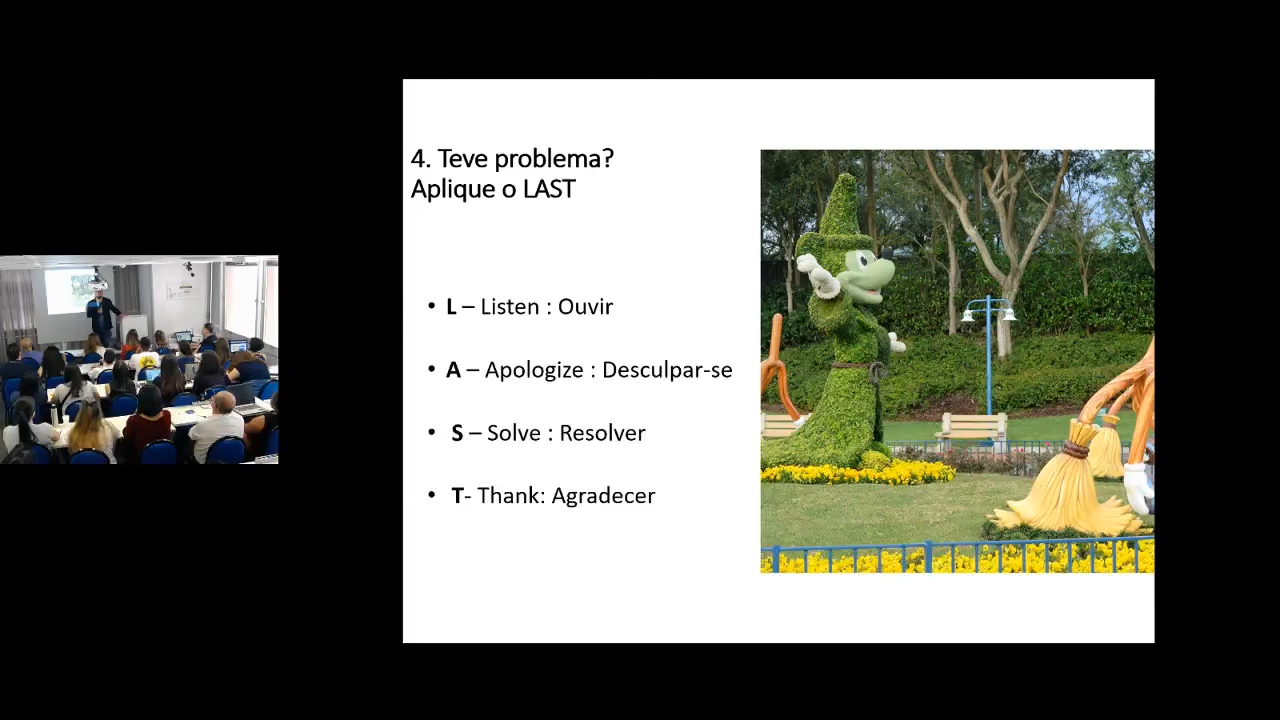 4. Teve problema?
Aplique o LAST
• L – Listen : Ouvir
• A – Apologize : Desculpar-se
• S – Solve : Resolver
• T- Thank: Agradecer